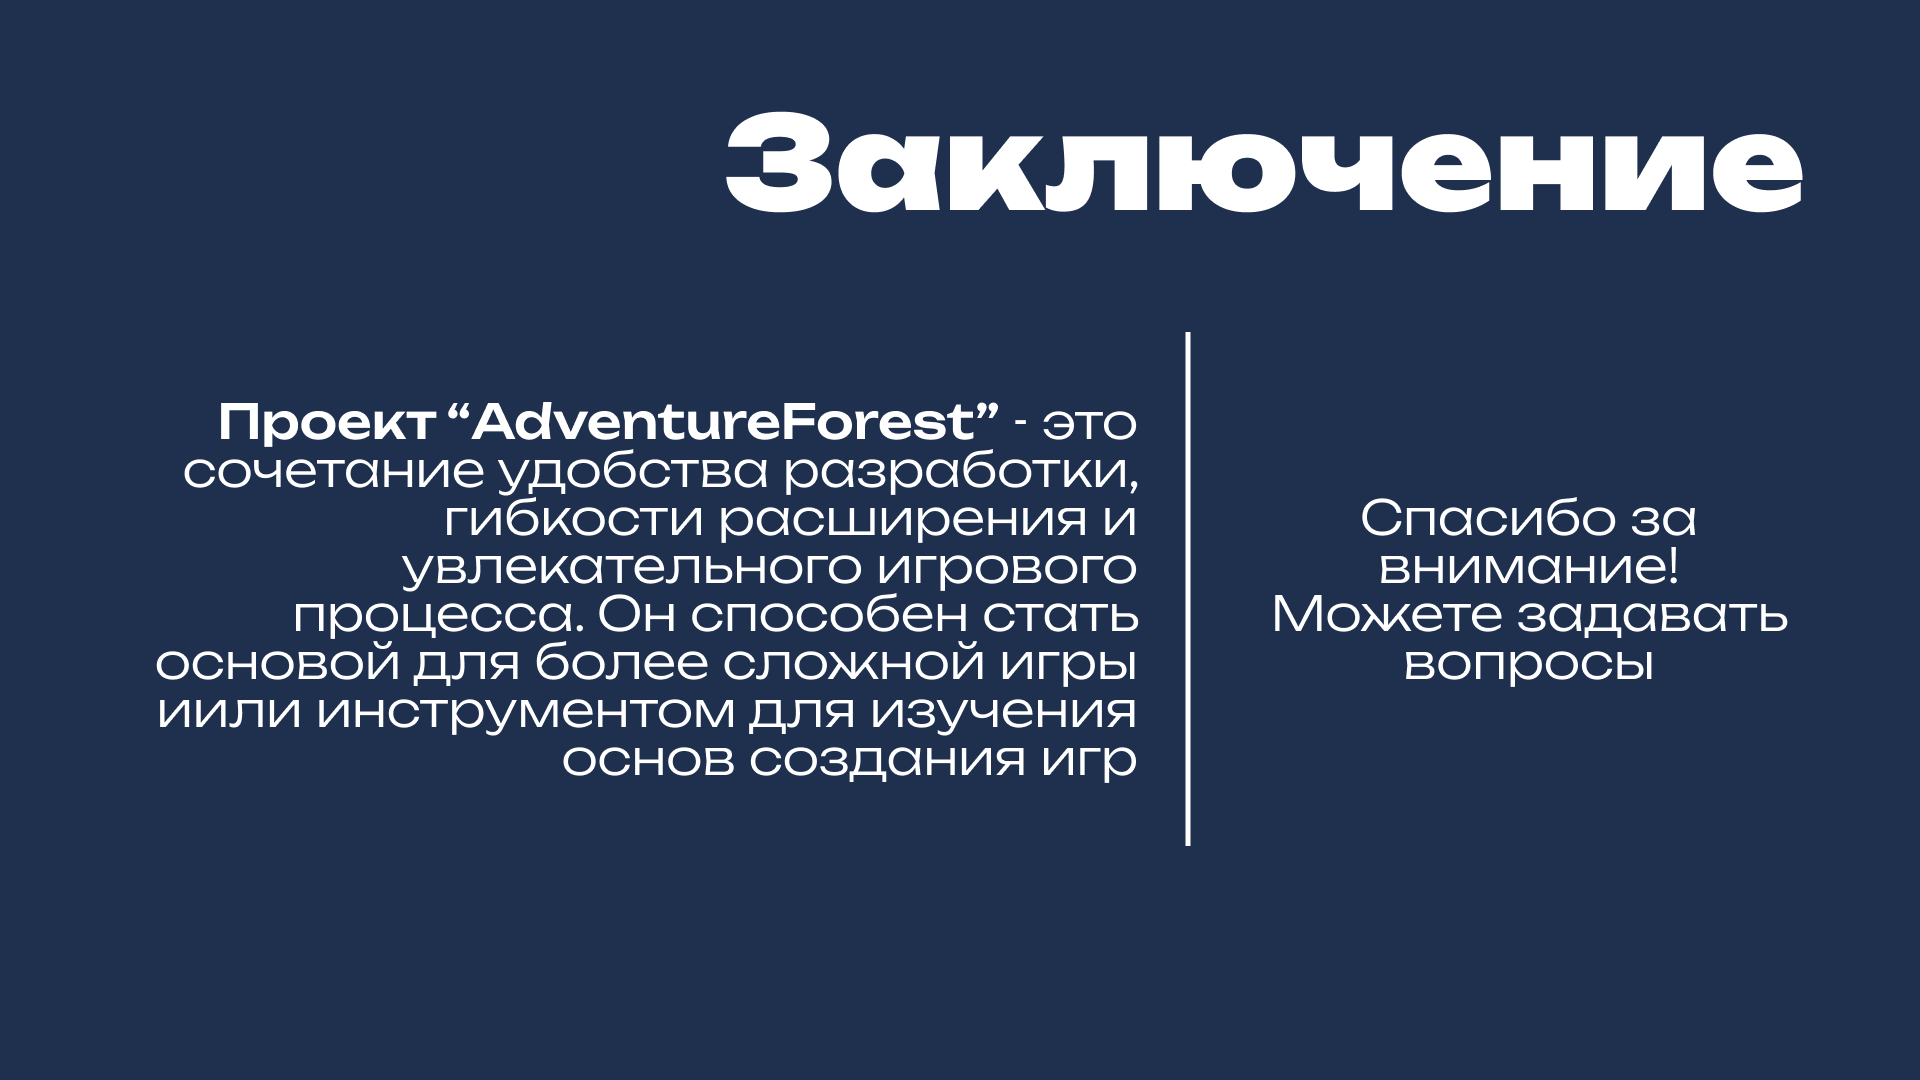 Заключение
Проект “AdventureForest” - это
сочетание удобства разработки,
гибкости расширения и
увлекательного игрового
процесса. Он способен стать
основой для более сложной игры
иили инструментом для изучения
основ создания игр
Спасибо за
внимание!
Можете задавать
вопросы